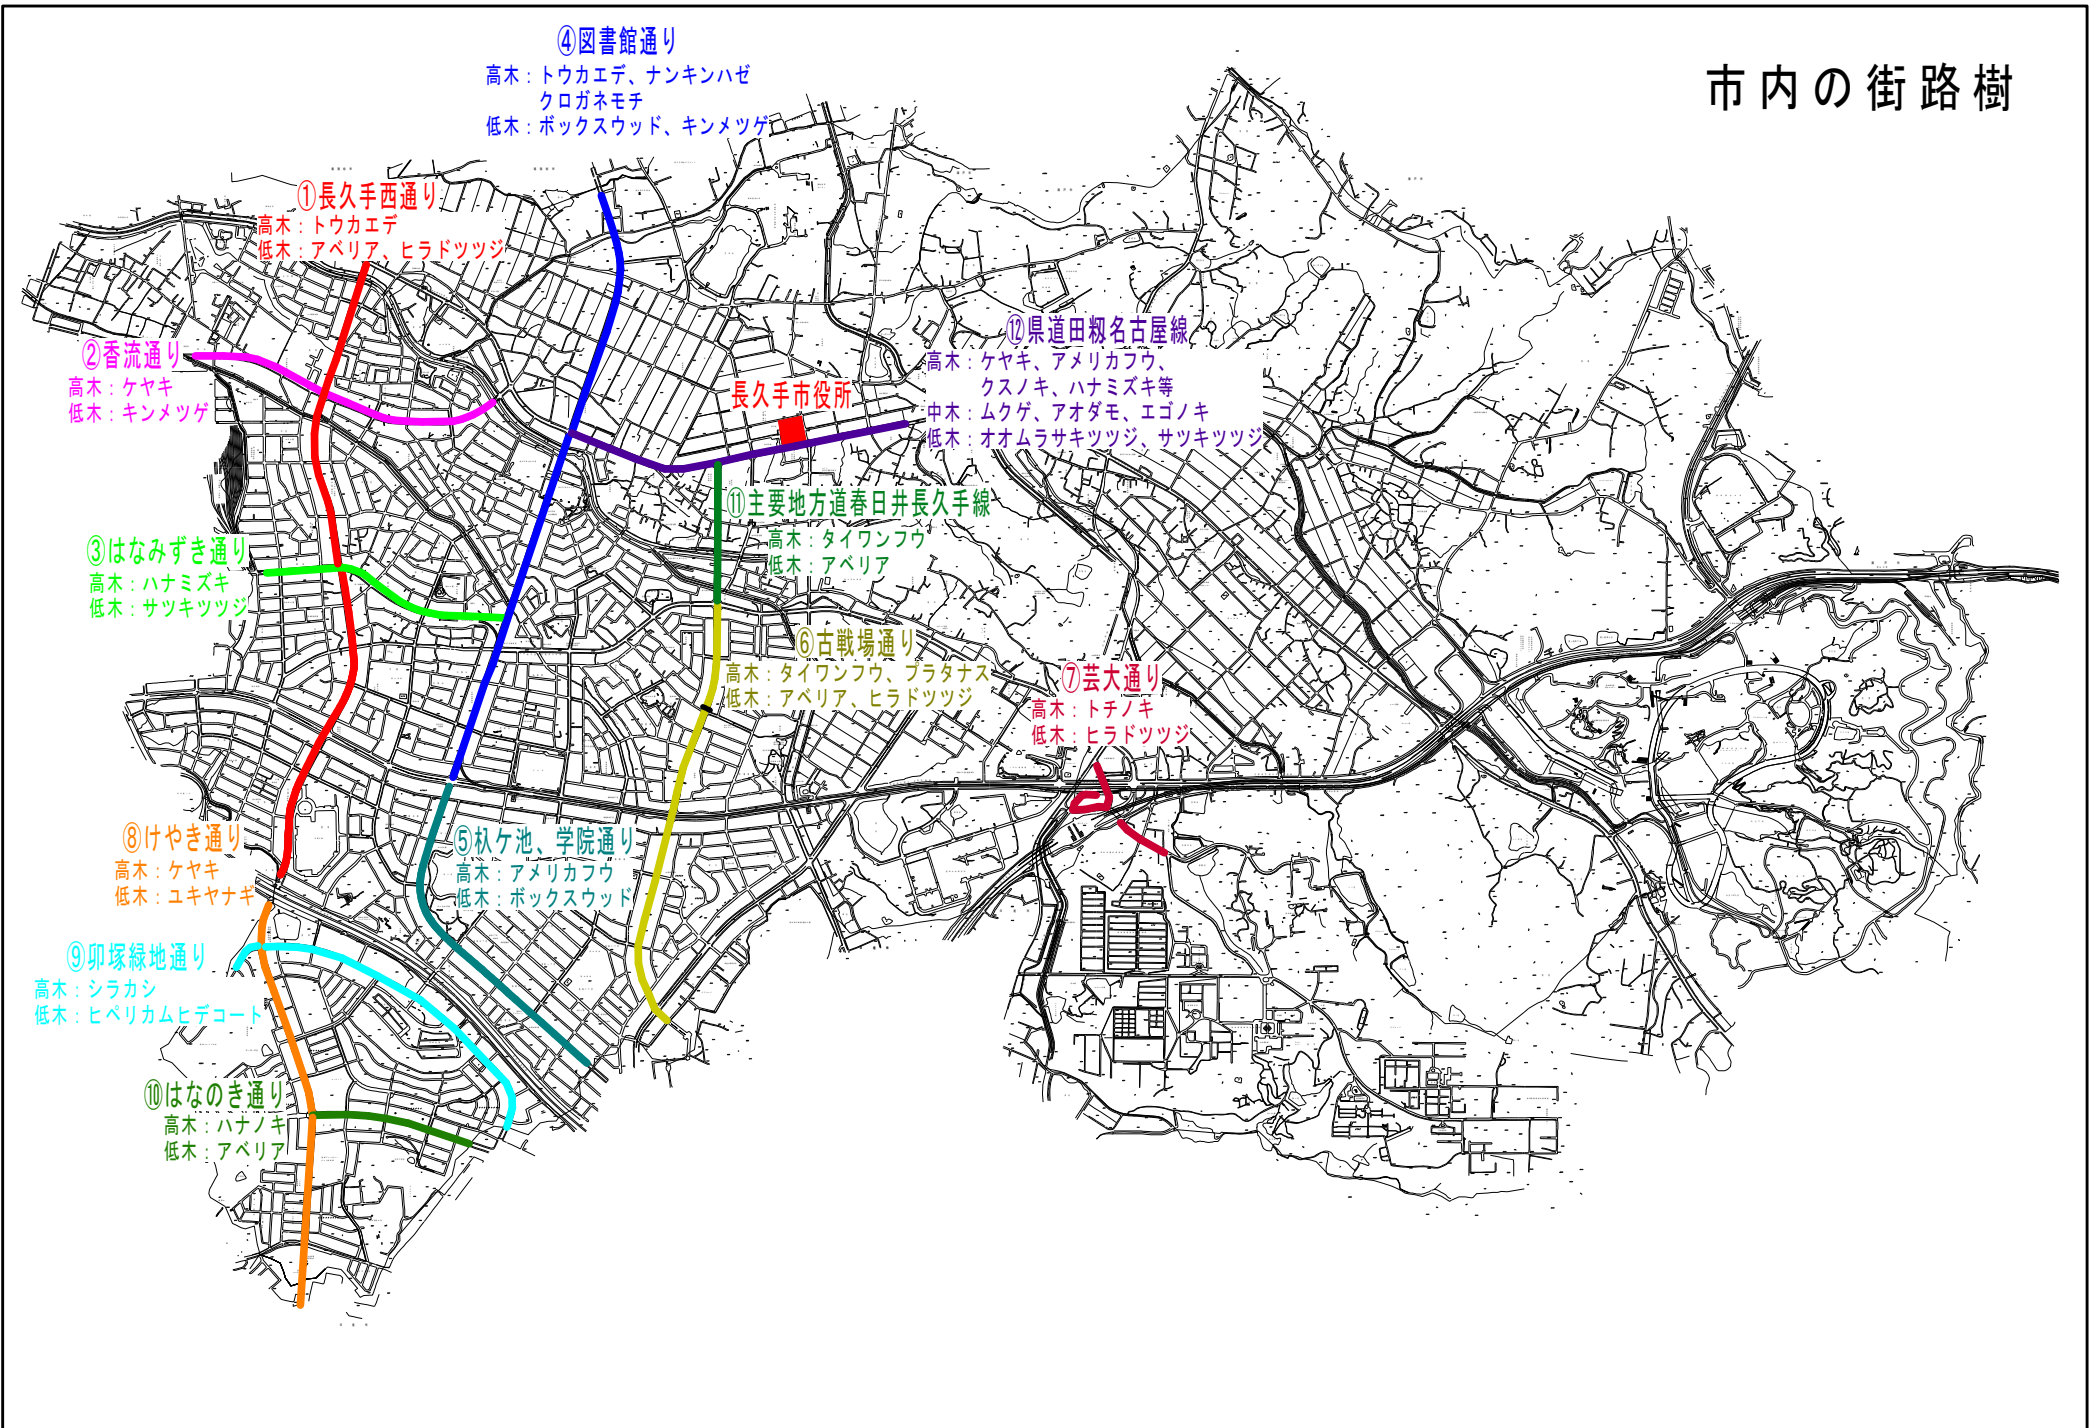 市内の街路樹
④図書館通り
高木：トウカエデ、ナンキンハゼ
クロガネモチ
低木：ボックスウッド、キンメツゲ
①長久手西通り
高木：トウカエデ
低木：アベリア、ヒラドツツジ
②香流通り
高木：ケヤキ
低木：キンメツゲ
⑫県道田籾名古屋線
高木：ケヤキ、アメリカフウ、
クスノキ、ハナミズキ等
中木：ムクゲ、アオダモ、エゴノキ
低木：オオムラサキツツジ、サツキツツジ
長久手市役所
⑪主要地方道春日井長久手線
高木：タイワンフウ
低木：アベリア
③はなみずき通り
高木：ハナミズキ
低木：サツキツツジ
⑥古戦場通り
高木：タイワンフウ、プラタナス
低木：アベリア、ヒラドツツジ
⑦芸大通り
高木：トチノキ
低木：ヒラドツツジ
⑧けやき通り
高木：ケヤキ
低木：ユキヤナギ
⑤杁ケ池、学院通り
高木：アメリカフウ
低木：ボックスウッド
⑨卯塚緑地通り
高木：シラカシ
低木：ヒペリカムヒデコート
⑩はなのき通り
高木：ハナノキ
低木：アベリア